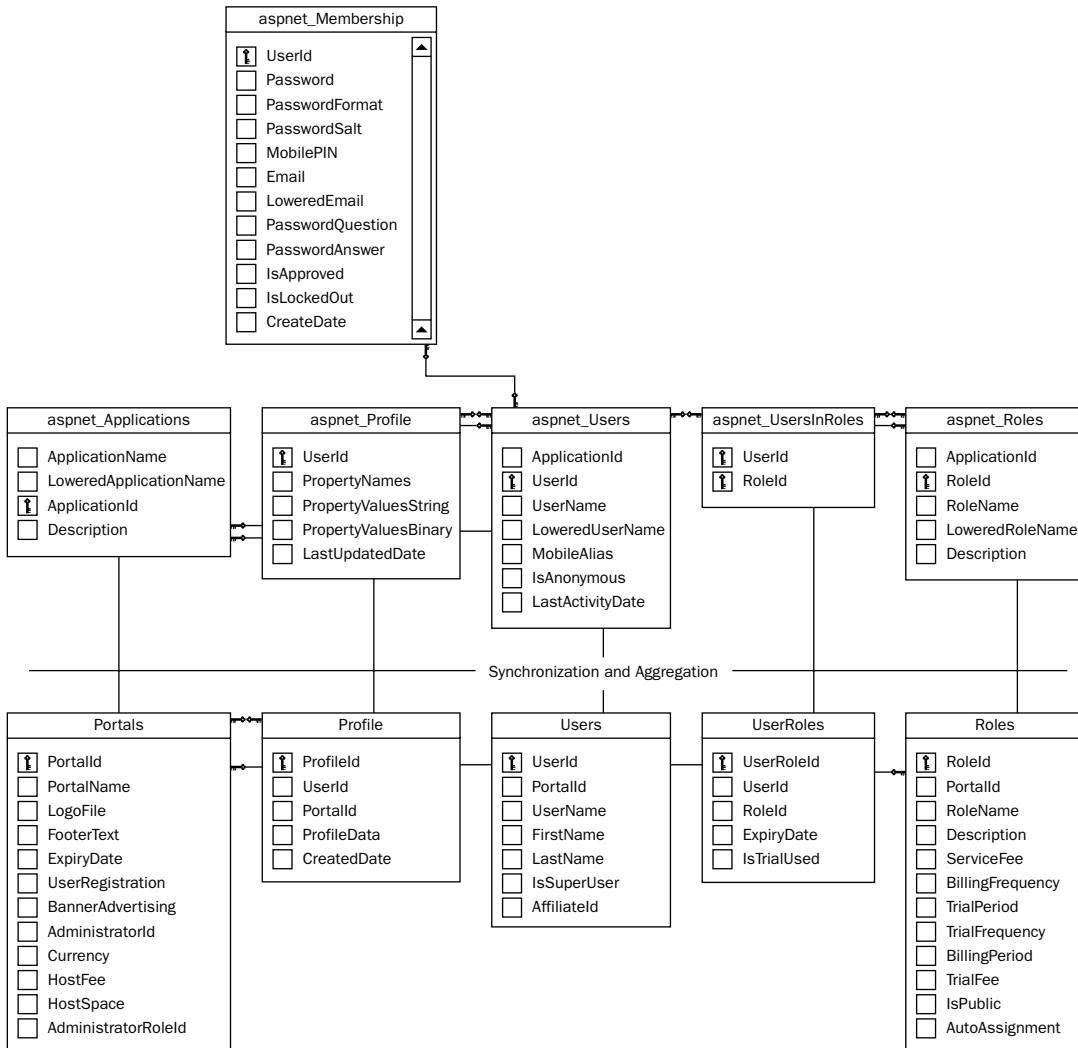 aspnet_Membership
UserId
Password
PasswordFormat
PasswordSalt
MobilePIN
Email
LoweredEmail
PasswordQuestion
PasswordAnswer
IsApproved
IsLockedOut
CreateDate
aspnet_Applications
ApplicationName
LoweredApplicationName
ApplicationId
Description
aspnet_Profile
UserId
PropertyNames
PropertyValuesString
PropertyValuesBinary
LastUpdatedDate
aspnet_Users
ApplicationId
UserId
UserName
LoweredUserName
MobileAlias
IsAnonymous
LastActivityDate
aspnet_UsersInRoles
UserId
RoleId
aspnet_Roles
ApplicationId
RoleId
RoleName
LoweredRoleName
Description
Synchronization and Aggregation
Portals
PortalId
PortalName
LogoFile
FooterText
ExpiryDate
UserRegistration
BannerAdvertising
AdministratorId
Currency
HostFee
HostSpace
AdministratorRoleId
Profile
ProfileId
UserId
PortalId
ProfileData
CreatedDate
Users
UserId
PortalId
UserName
FirstName
LastName
IsSuperUser
AffiliateId
UserRoles
UserRoleId
UserId
RoleId
ExpiryDate
IsTrialUsed
Roles
RoleId
PortalId
RoleName
Description
ServiceFee
BillingFrequency
TrialPeriod
TrialFrequency
BillingPeriod
TrialFee
IsPublic
AutoAssignment